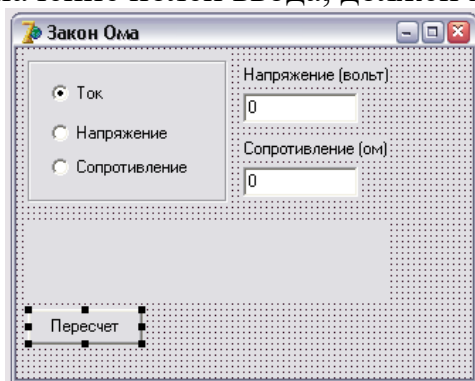 Закон Ома
Ток
Напряжение
Сопротивление
Напряжение (вольт)
0
Сопротивление (ом)
0
Пересчет